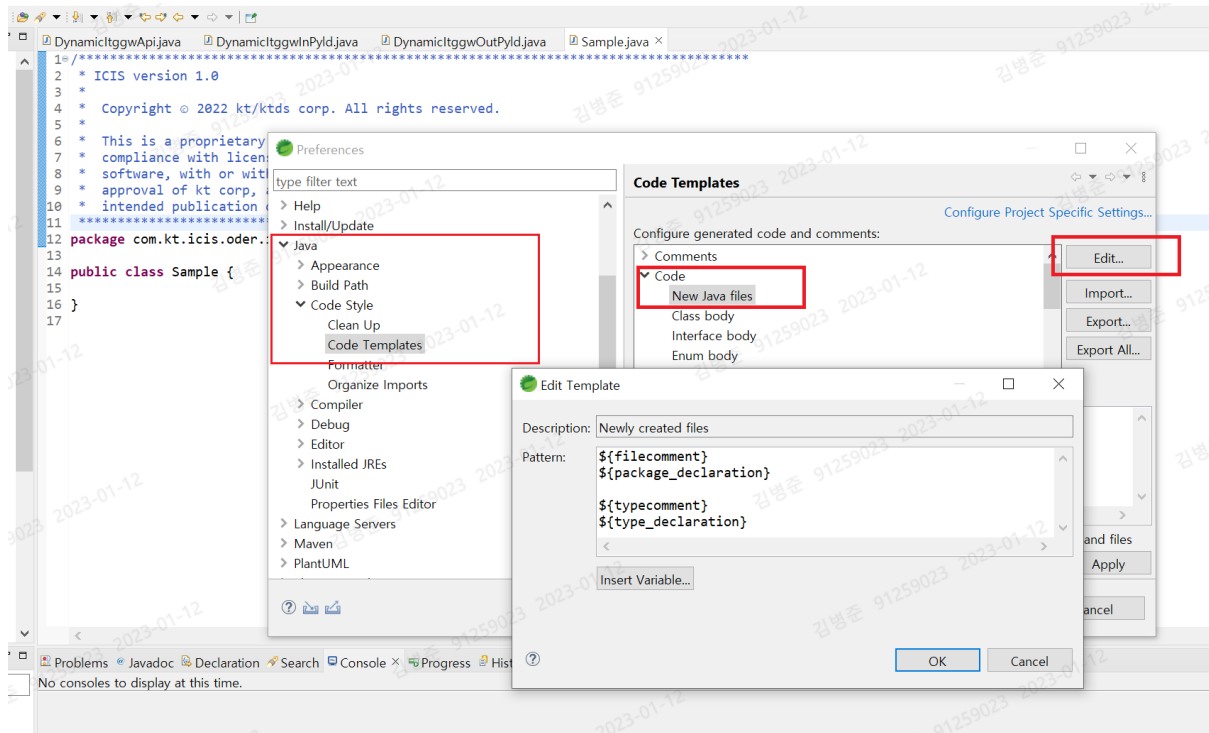 DynamicItggwApi.java DynamicItggwInPyld.java DynamicItggwOutPyld.java Sample.java ×
1 /**************************************************************************************
2 * ICIS version 1.0
3 *
4 * Copyright © 2022 kt/ktds corp. All rights reserved.
5 *
6 * This is a proprietary
7 * compliance with licen
8 * software, with or wit
9 * approval of kt corp,
10 * intended publication
11 *************************
12 package com.kt.icis.oder.
13
14 public class Sample {
15
16 }
17
Preferences
type filter text
Help
Install/Update
Java
Appearance
Build Path
Code Style
Clean Up
Code Templates
Formatter
Organize Imports
Compiler
Debug
Editor
Installed JREs
JUnit
Properties Files Editor
Language Servers
Maven
PlantUML
Code Templates
Configure Project Specific Settings...
Configure generated code and comments:
Comments
Code
New Java files
Class body
Interface body
Enum body
Edit...
Import...
Export...
Export All...
and files
Apply
ancel
Edit Template
Description: Newly created files
Pattern:
${filecomment}
${package_declaration}
${typecomment}
${type_declaration}
Insert Variable...
OK Cancel
Problems Javadoc Declaration Search Console × Progress Hist
No consoles to display at this time.
김병준 91259023 2023-01-12